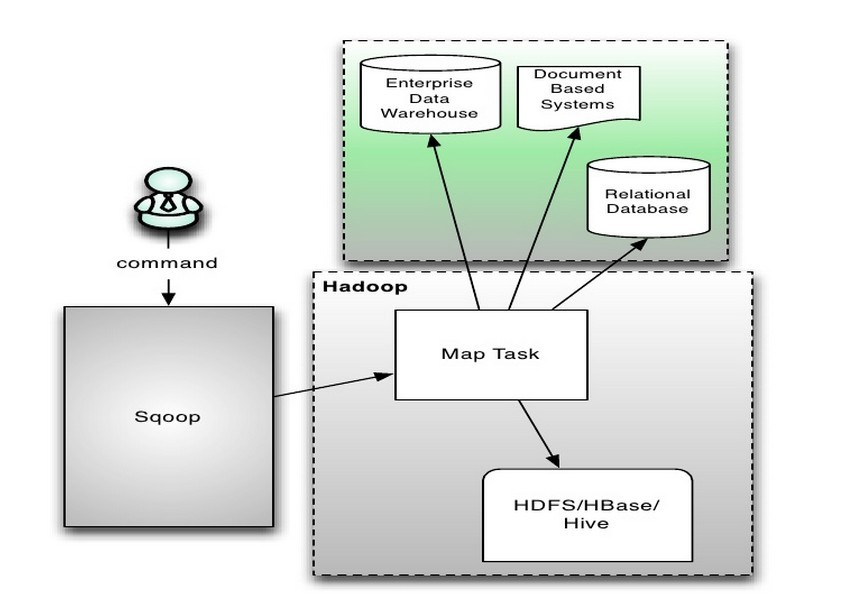 Enterprise
Data
Warehouse
Document
Based
Systems
Relational
Database
command
Hadoop
Map Task
Sqoop
HDFS/HBase/
Hive